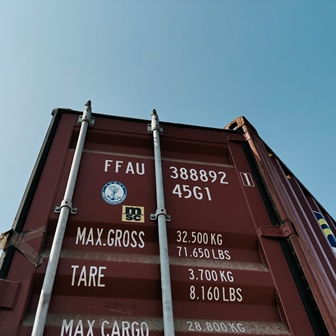 FFAU 388892 1
45G1
m
sc
MAX.GROSS 32.500 KG
71.650 LBS
TARE 3.700 KG
8.160 LBS
MAX CARGO 28.800 KG